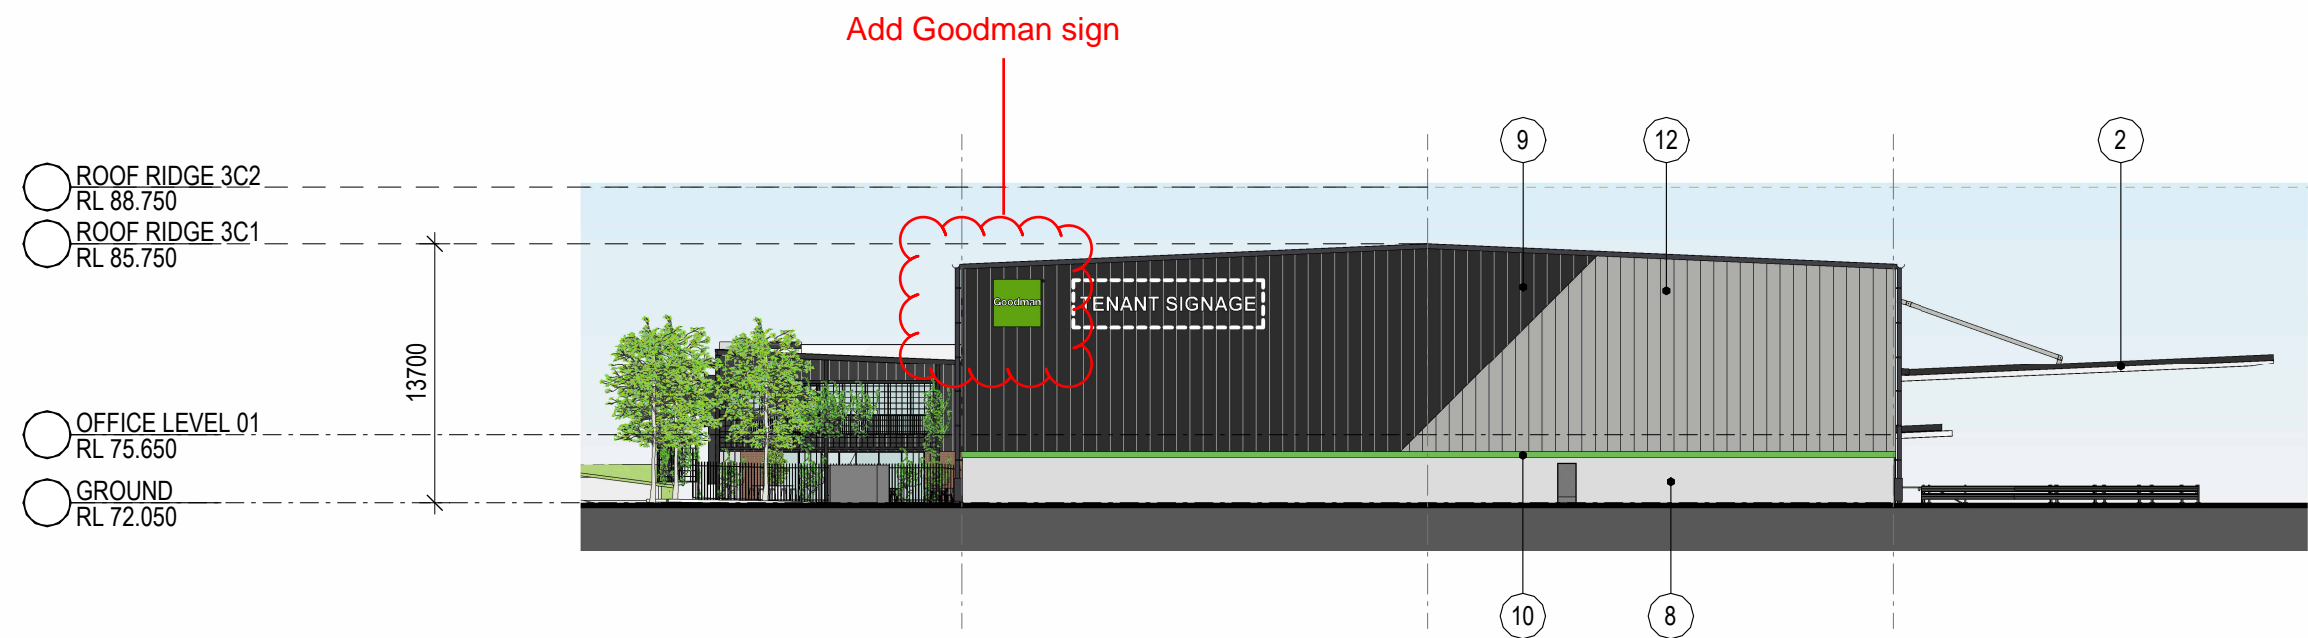 Add Goodman sign
9
12
2
ROOF RIDGE 3C2
RL 88.750
ROOF RIDGE 3C1
RL 85.750
Goodman
TENANT SIGNAGE
13700
OFFICE LEVEL 01
RL 75.650
GROUND
RL 72.050
10
8